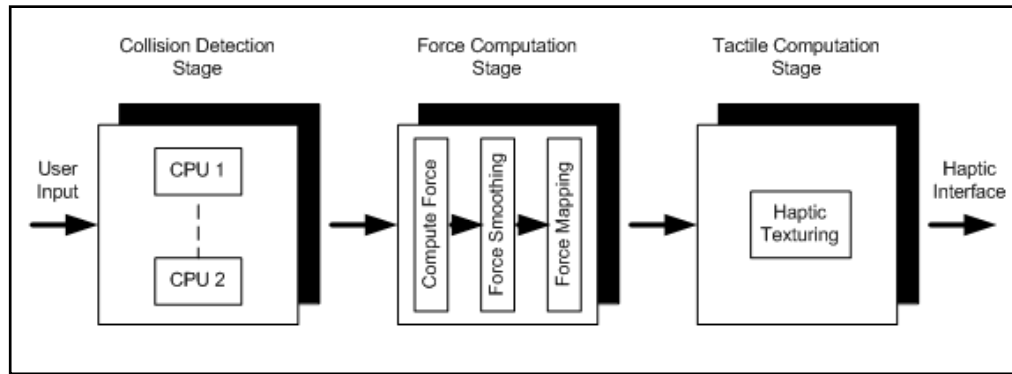 Collision Detection
Stage
Force Computation
Stage
Tactile Computation
Stage
User
Input
CPU 1
CPU 2
Compute Force
Force Smoothing
Force Mapping
Haptic
Texturing
Haptic
Interface